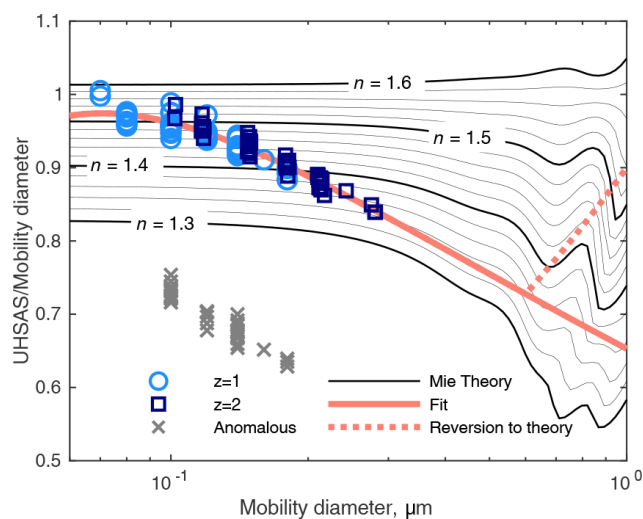 1.1
1
0.9
0.8
0.7
0.6
0.5
UHSAS/Mobility diameter
n = 1.6
n = 1.5
n = 1.4
n = 1.3
z=1
z=2
Anomalous
Mie Theory
Fit
Reversion to theory
10⁻¹
10⁰
Mobility diameter, µm